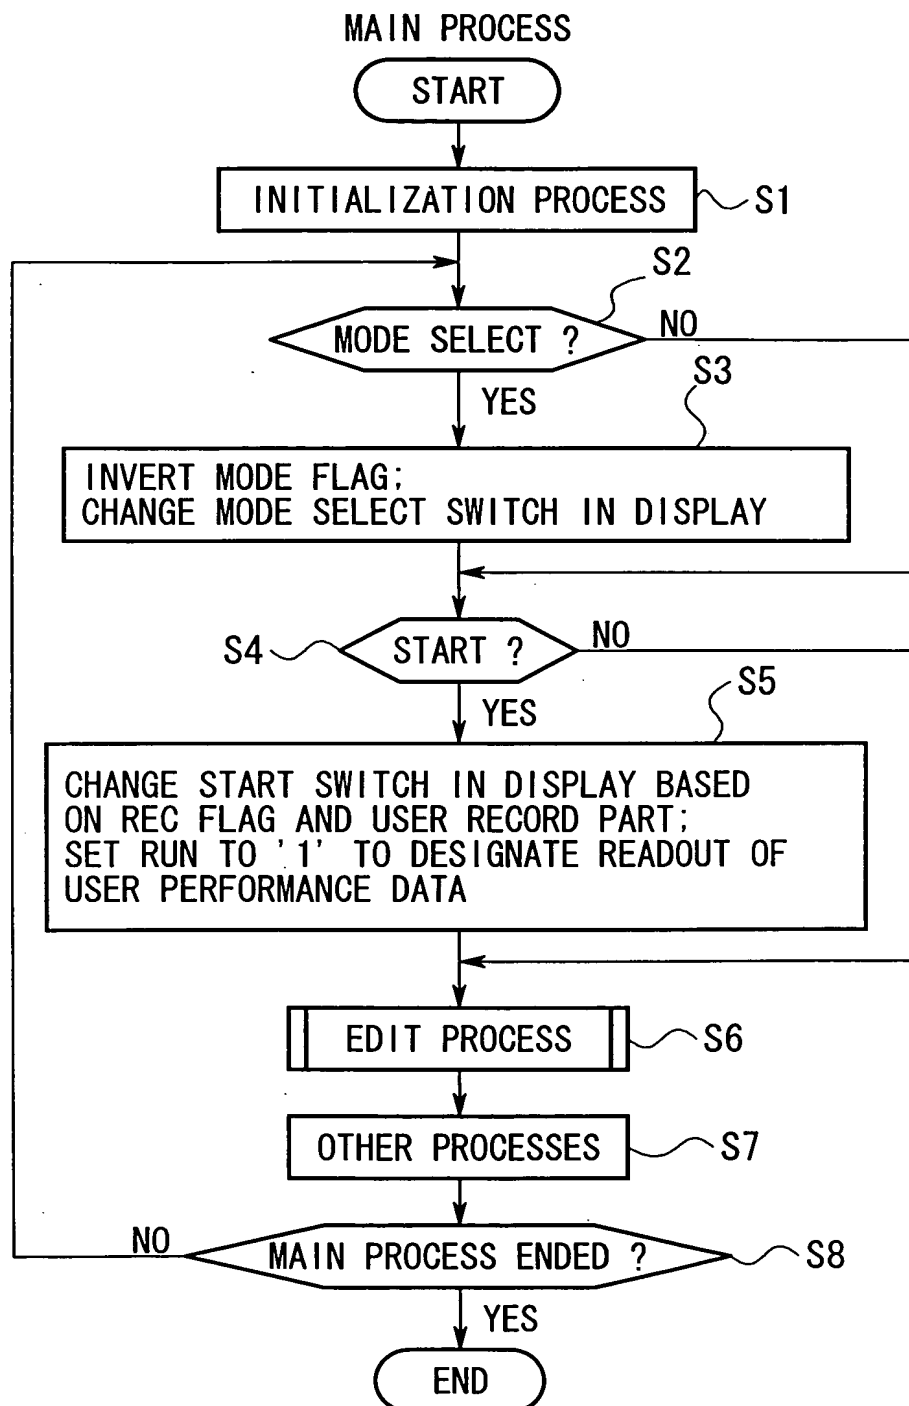 MAIN PROCESS
START
INITIALIZATION PROCESS
S1
S2
MODE SELECT ?
NO
YES
S3
INVERT MODE FLAG;
CHANGE MODE SELECT SWITCH IN DISPLAY
S4
START ?
NO
YES
S5
CHANGE START SWITCH IN DISPLAY BASED
ON REC FLAG AND USER RECORD PART;
SET RUN TO '1' TO DESIGNATE READOUT OF
USER PERFORMANCE DATA
EDIT PROCESS
S6
OTHER PROCESSES
S7
NO
MAIN PROCESS ENDED ?
S8
YES
END